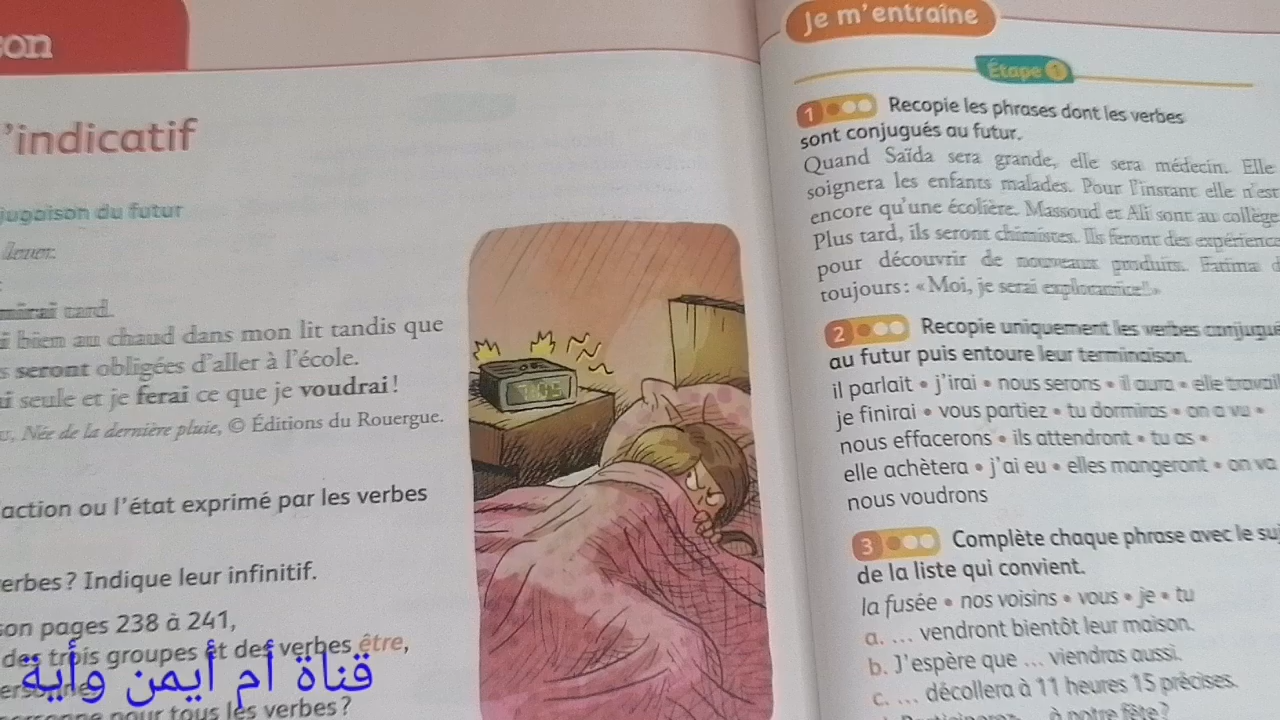 on
'indicatif
jugaison du futur
mirai tard.
i bien au chaud dans mon lit tandis que
s seront obligées d'aller à l'école.
ai seule et je ferai ce que je voudrai !
Née de la dernière pluie, © Éditions du Rouergue.
action ou l'état exprimé par les verbes
erbes ? Indique leur infinitif.
son pages 238 à 241,
des trois groupes et des verbes être,
قناة أم أيمن وأية
personne pour tous les verbes ?
Je m'entraîne
Étape 1
1 Recopie les phrases dont les verbes
sont conjugués au futur.
Quand Saïda sera grande, elle sera médecin. Elle
soignera les enfants malades. Pour l'instant elle n'est
encore qu'une écolière. Massoud et Ali sont au collège
Plus tard, ils seront chimistes. Ils feront des expérience
pour découvrir de nouveaux produits. Fatima d
toujours : « Moi, je serai exploratrice ! »
2 Recopie uniquement les verbes conjugué
au futur puis entoure leur terminaison.
il parlait • j'irai • nous serons • il aura • elle travail
je finirai • vous partiez • tu dormiras • on a vu •
nous effacerons • ils attendront • tu as •
elle achètera • j'ai eu • elles mangeront • on va
nous voudrons
3 Complète chaque phrase avec le suj
de la liste qui convient.
la fusée • nos voisins • vous • je • tu
a. ... vendront bientôt leur maison.
b. J'espère que ... viendras aussi.
c. ... décollera à 11 heures 15 précises.
... à notre fête ?